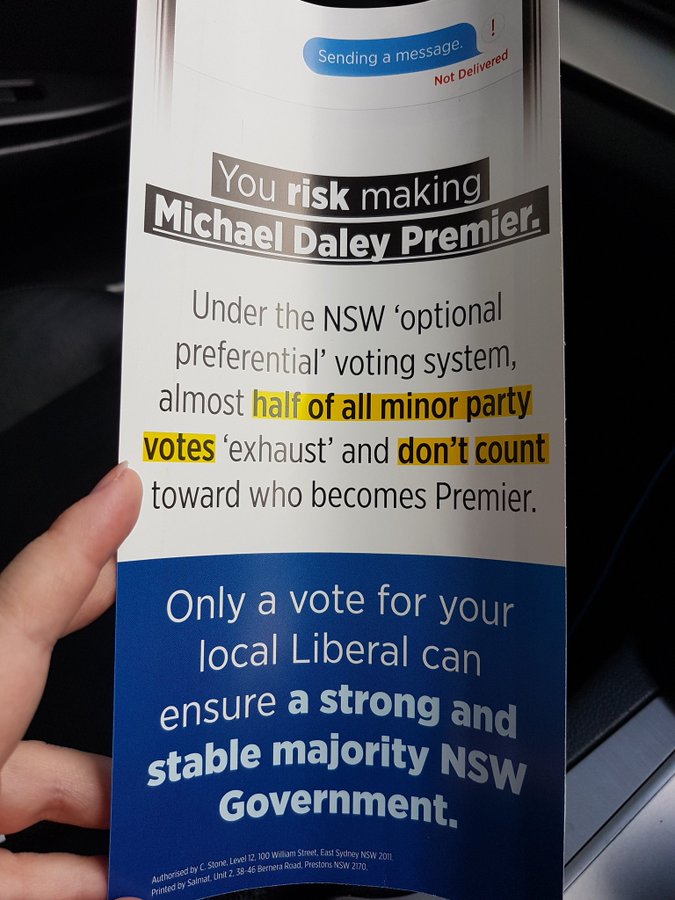 Sending a message.
!
Not Delivered
You risk making
Michael Daley Premier.
Under the NSW ‘optional
preferential’ voting system,
almost half of all minor party
votes ‘exhaust’ and don’t count
toward who becomes Premier.
Only a vote for your
local Liberal can
ensure a strong and
stable majority NSW
Government.
Authorised by C. Stone, Level 12, 100 William Street, East Sydney NSW 2011.
Printed by Salmat, Unit 2, 38-46 Bernera Road, Prestons NSW 2170.